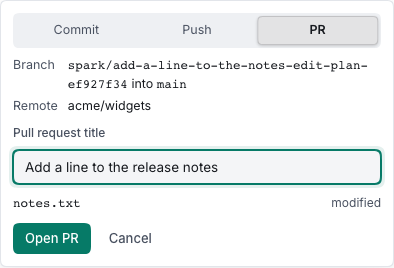 Commit Push PR
Branch spark/add-a-line-to-the-notes-edit-plan-
ef927f34 into main
Remote acme/widgets
Pull request title
Add a line to the release notes
notes.txt modified
Open PR Cancel